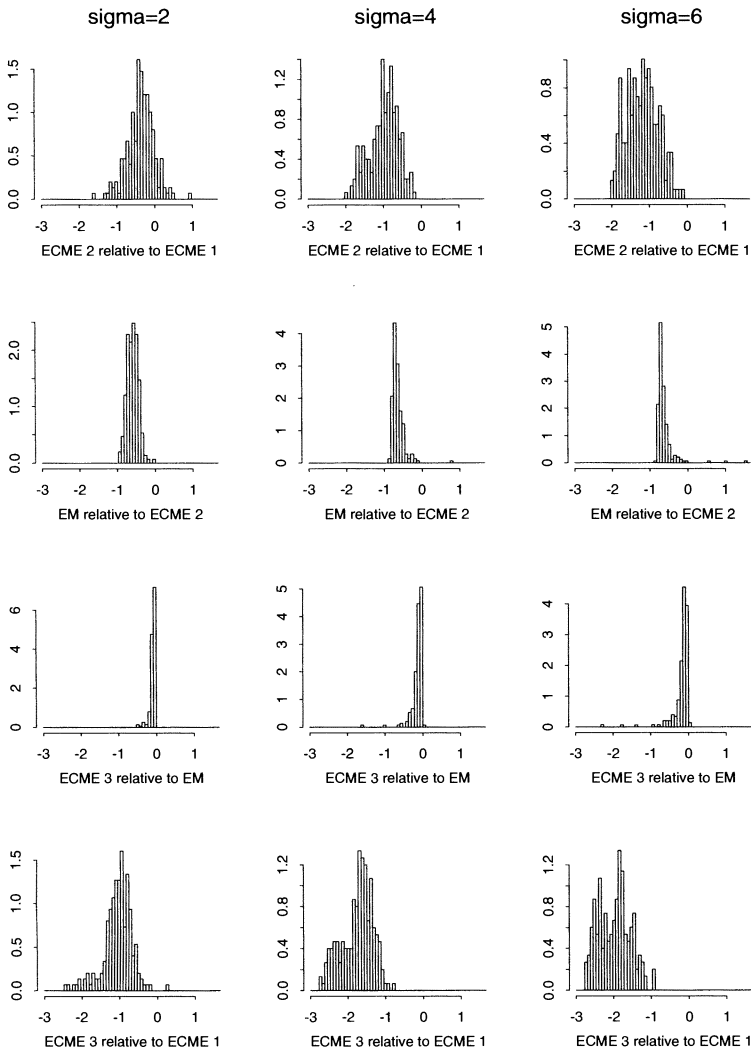 sigma=2 sigma=4 sigma=6
0.0 0.5 1.0 1.5
-3 -2 -1 0 1
ECME 2 relative to ECME 1
0.0 0.4 0.8 1.2
-3 -2 -1 0 1
ECME 2 relative to ECME 1
0.0 0.4 0.8
-3 -2 -1 0 1
ECME 2 relative to ECME 1
0.0 1.0 2.0
-3 -2 -1 0 1
EM relative to ECME 2
0 1 2 3 4
-3 -2 -1 0 1
EM relative to ECME 2
0 1 2 3 4 5
-3 -2 -1 0 1
EM relative to ECME 2
0 2 4 6
-3 -2 -1 0 1
ECME 3 relative to EM
0 1 2 3 4 5
-3 -2 -1 0 1
ECME 3 relative to EM
0 1 2 3 4
-3 -2 -1 0 1
ECME 3 relative to EM
0.0 0.5 1.0 1.5
-3 -2 -1 0 1
ECME 3 relative to ECME 1
0.0 0.4 0.8 1.2
-3 -2 -1 0 1
ECME 3 relative to ECME 1
0.0 0.4 0.8 1.2
-3 -2 -1 0 1
ECME 3 relative to ECME 1